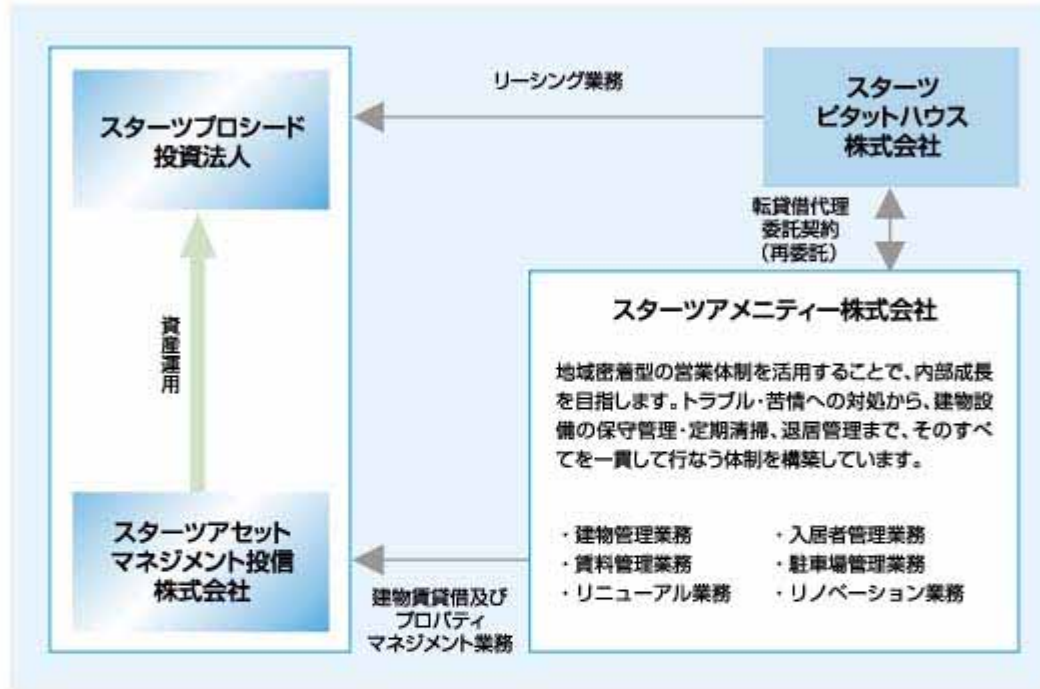 スターツプロシード
投資法人
リーシング業務
スターツ
ピタットハウス
株式会社
転貸借代理
委託契約
（再委託）
資産運用
スターツアセット
マネジメント投信
株式会社
建物賃貸借及び
プロパティ
マネジメント業務
スターツアメニティー株式会社
地域密着型の営業体制を活用することで、内部成長
を目指します。トラブル・苦情への対処から、建物設
備の保守管理・定期清掃、退居管理まで、そのすべ
てを一貫して行なう体制を構築しています。
・建物管理業務
・賃料管理業務
・リニューアル業務
・入居者管理業務
・駐車場管理業務
・リノベーション業務